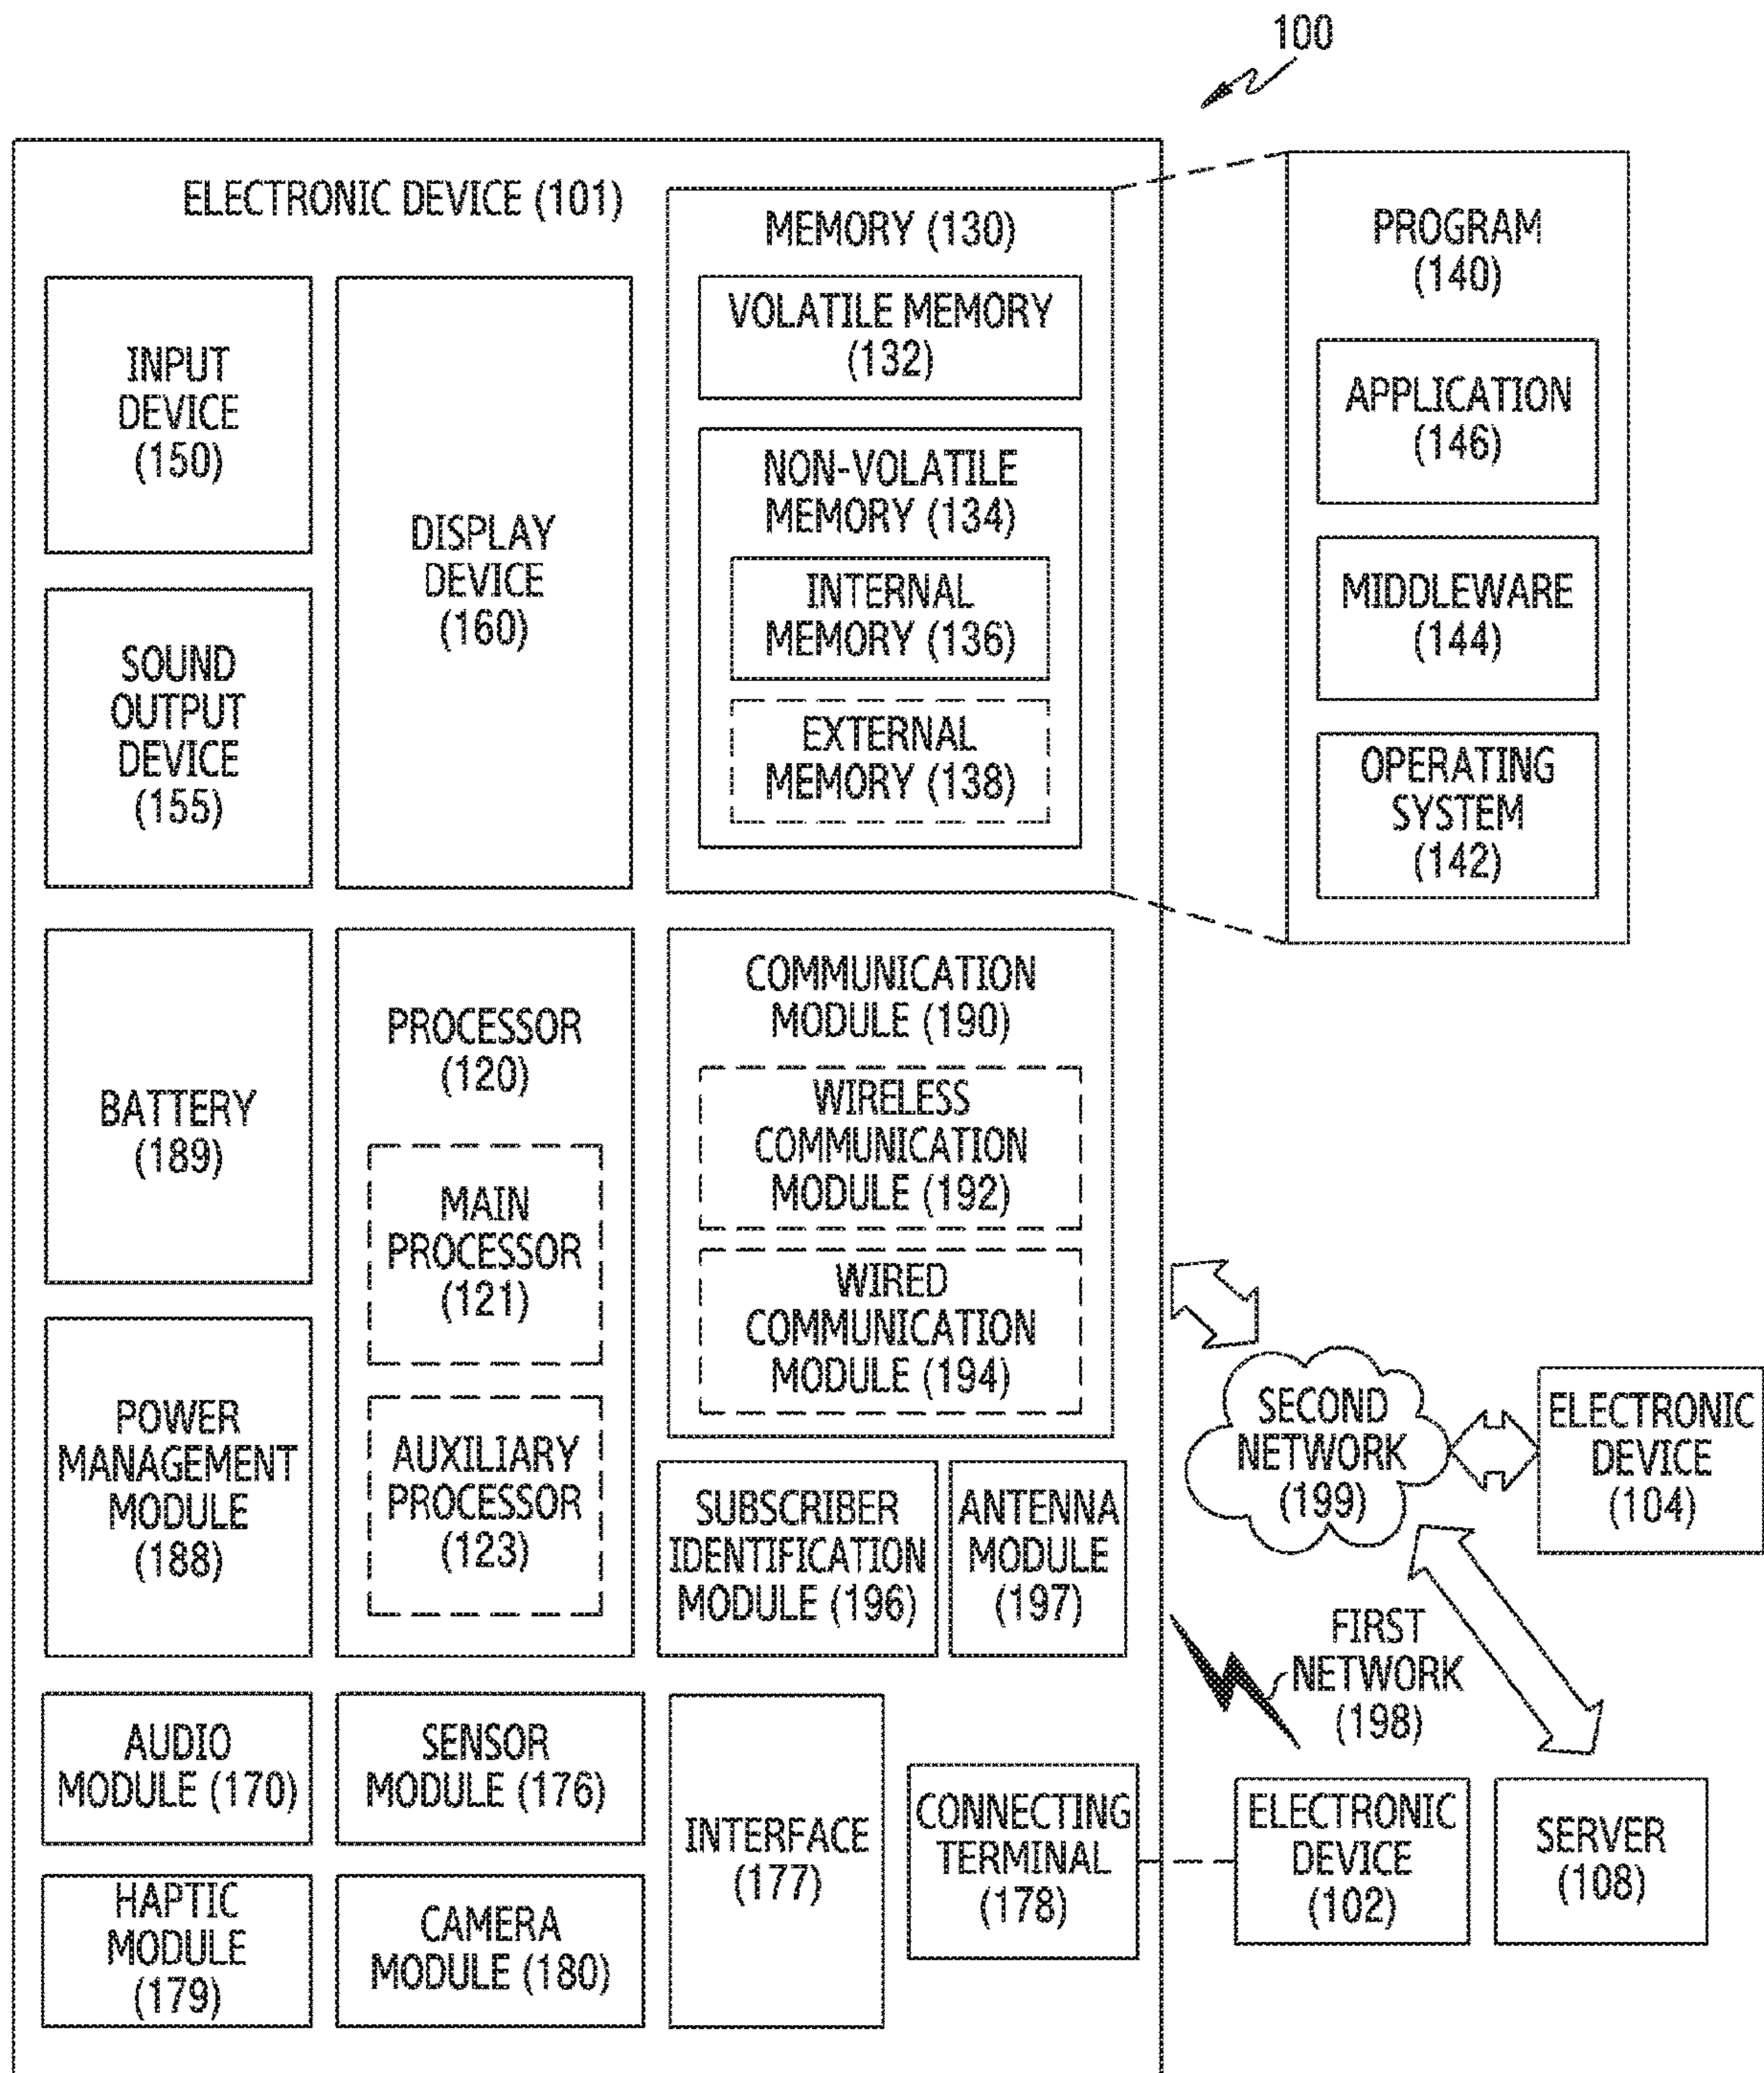 100
ELECTRONIC DEVICE (101)
INPUT
DEVICE
(150)
SOUND
OUTPUT
DEVICE
(155)
DISPLAY
DEVICE
(160)
MEMORY (130)
VOLATILE MEMORY
(132)
NON-VOLATILE
MEMORY (134)
INTERNAL
MEMORY (136)
EXTERNAL
MEMORY (138)
PROGRAM
(140)
APPLICATION
(146)
MIDDLEWARE
(144)
OPERATING
SYSTEM
(142)
BATTERY
(189)
POWER
MANAGEMENT
MODULE
(188)
PROCESSOR
(120)
MAIN
PROCESSOR
(121)
AUXILIARY
PROCESSOR
(123)
COMMUNICATION
MODULE (190)
WIRELESS
COMMUNICATION
MODULE (192)
WIRED
COMMUNICATION
MODULE (194)
SUBSCRIBER
IDENTIFICATION
MODULE (196)
ANTENNA
MODULE
(197)
SECOND
NETWORK
(199)
ELECTRONIC
DEVICE
(104)
FIRST
NETWORK
(198)
AUDIO
MODULE (170)
SENSOR
MODULE (176)
HAPTIC
MODULE
(179)
CAMERA
MODULE (180)
INTERFACE
(177)
CONNECTING
TERMINAL
(178)
ELECTRONIC
DEVICE
(102)
SERVER
(108)